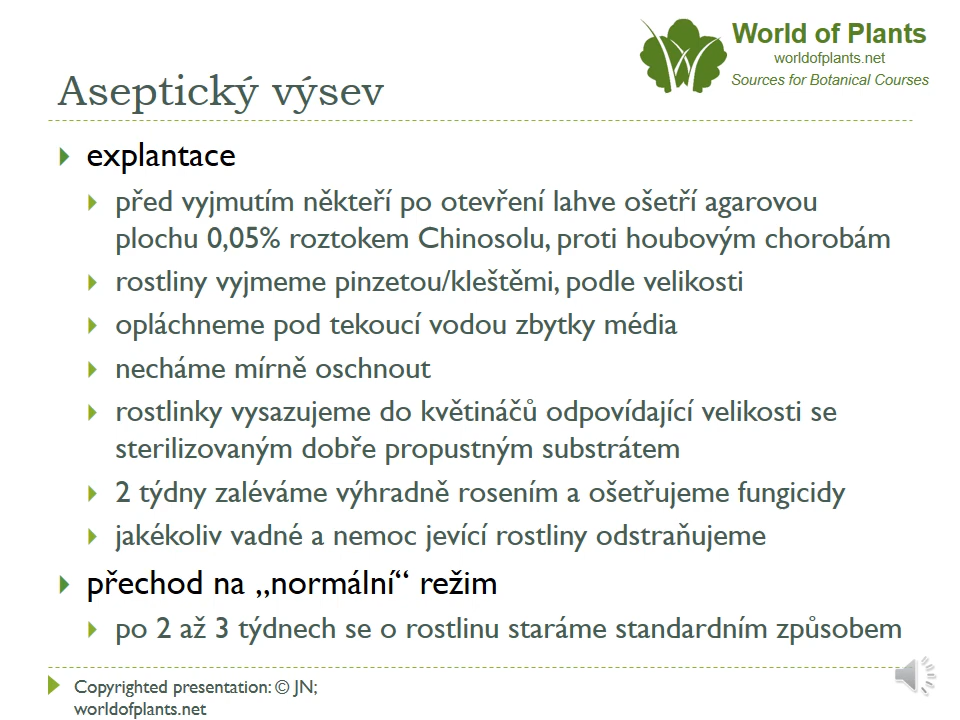 World of Plants
worldofplants.net
Sources for Botanical Courses
Aseptický výsev
explantace
před vyjmutím někteří po otevření lahve ošetří agarovou
plochu 0,05% roztokem Chinosolu, proti houbovým chorobám
rostliny vyjmeme pinzetou/kleštěmi, podle velikosti
opláchneme pod tekoucí vodou zbytky média
necháme mírně oschnout
rostlinky vysazujeme do květináčů odpovídající velikosti se
sterilizovaným dobře propustným substrátem
2 týdny zaléváme výhradně rosením a ošetřujeme fungicidy
jakékoliv vadné a nemoc jevící rostliny odstraňujeme
přechod na „normální“ režim
po 2 až 3 týdnech se o rostlinu staráme standardním způsobem
Copyrighted presentation: © JN;
worldofplants.net